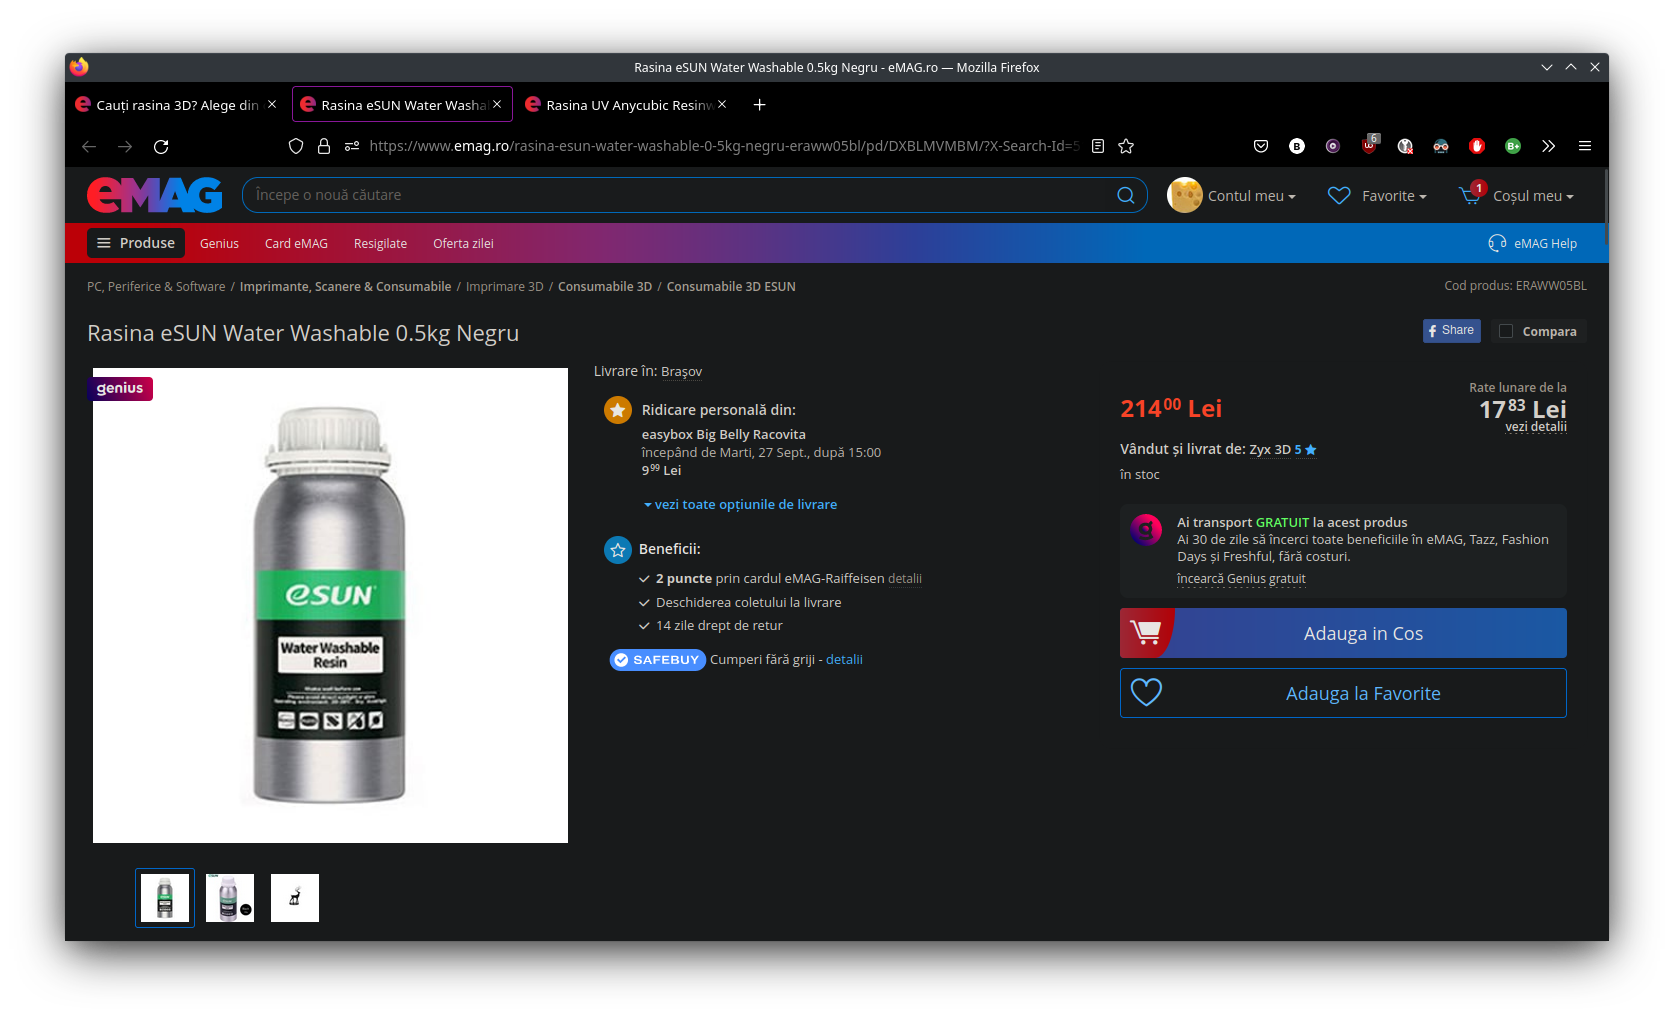 Rasina eSUN Water Washable 0.5kg Negru - eMAG.ro — Mozilla Firefox
Cauți rasina 3D? Alege din
Rasina eSUN Water Washa
Rasina UV Anycubic Resinw
https://www.emag.ro/rasina-esun-water-washable-0-5kg-negru-eraww05bl/pd/DXBLMVMBM/?X-Search-Id=5
6
eMAG
Începe o nouă căutare
Contul meu
Favorite
1
Coșul meu
Produse
Genius
Card eMAG
Resigilate
Oferta zilei
eMAG Help
PC, Periferice & Software / Imprimante, Scanere & Consumabile / Imprimare 3D / Consumabile 3D / Consumabile 3D ESUN
Cod produs: ERAWW05BL
Rasina eSUN Water Washable 0.5kg Negru
Share
Compara
genius
eSUN
Water Washable
Resin
Livrare în: Brașov
Ridicare personală din:
easybox Big Belly Racovita
începând de Marti, 27 Sept., după 15:00
9⁹⁹ Lei
vezi toate opțiunile de livrare
Beneficii:
2 puncte prin cardul eMAG-Raiffeisen detalii
Deschiderea coletului la livrare
14 zile drept de retur
SAFEBUY Cumperi fără griji - detalii
214⁰⁰ Lei
Rate lunare de la
17⁸³ Lei
vezi detalii
Vândut și livrat de: Zyx 3D 5
în stoc
Ai transport GRATUIT la acest produs
Ai 30 de zile să încerci toate beneficiile în eMAG, Tazz, Fashion
Days și Freshful, fără costuri.
încearcă Genius gratuit
Adauga in Cos
Adauga la Favorite